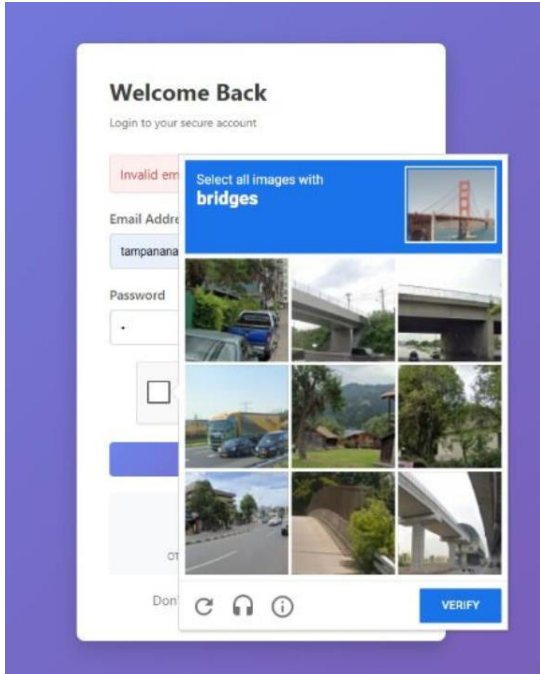 Welcome Back
Login to your secure account
Invalid em
Select all images with
bridges
Email Addre
tampanana
Password
OT
Don'
VERIFY